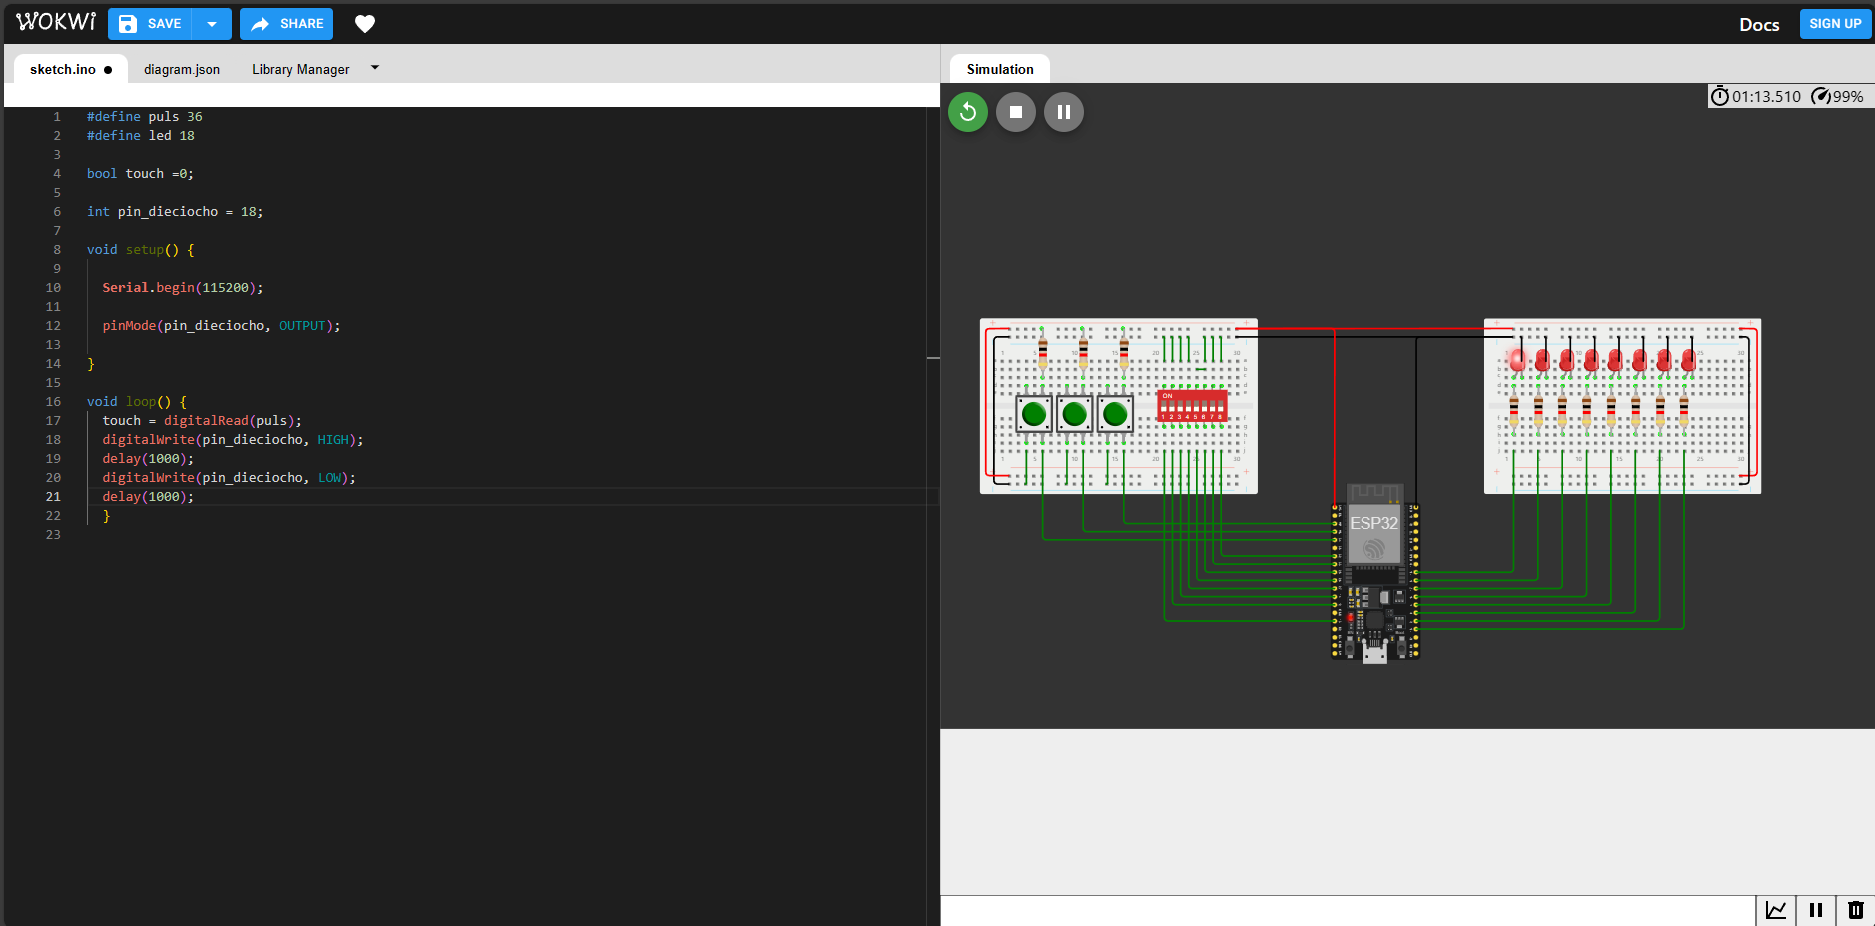 WOKWi SAVE SHARE Docs SIGN UP
sketch.ino diagram.json Library Manager Simulation
01:13.510 99%
1 #define puls 36
2 #define led 18
3
4 bool touch =0;
5
6 int pin_dieciocho = 18;
7
8 void setup() {
9
10 Serial.begin(115200);
11
12 pinMode(pin_dieciocho, OUTPUT);
13
14 }
15
16 void loop() {
17 touch = digitalRead(puls);
18 digitalWrite(pin_dieciocho, HIGH);
19 delay(1000);
20 digitalWrite(pin_dieciocho, LOW);
21 delay(1000);
22 }
23
ON
1 2 3 4 5 6 7 8
ESP32